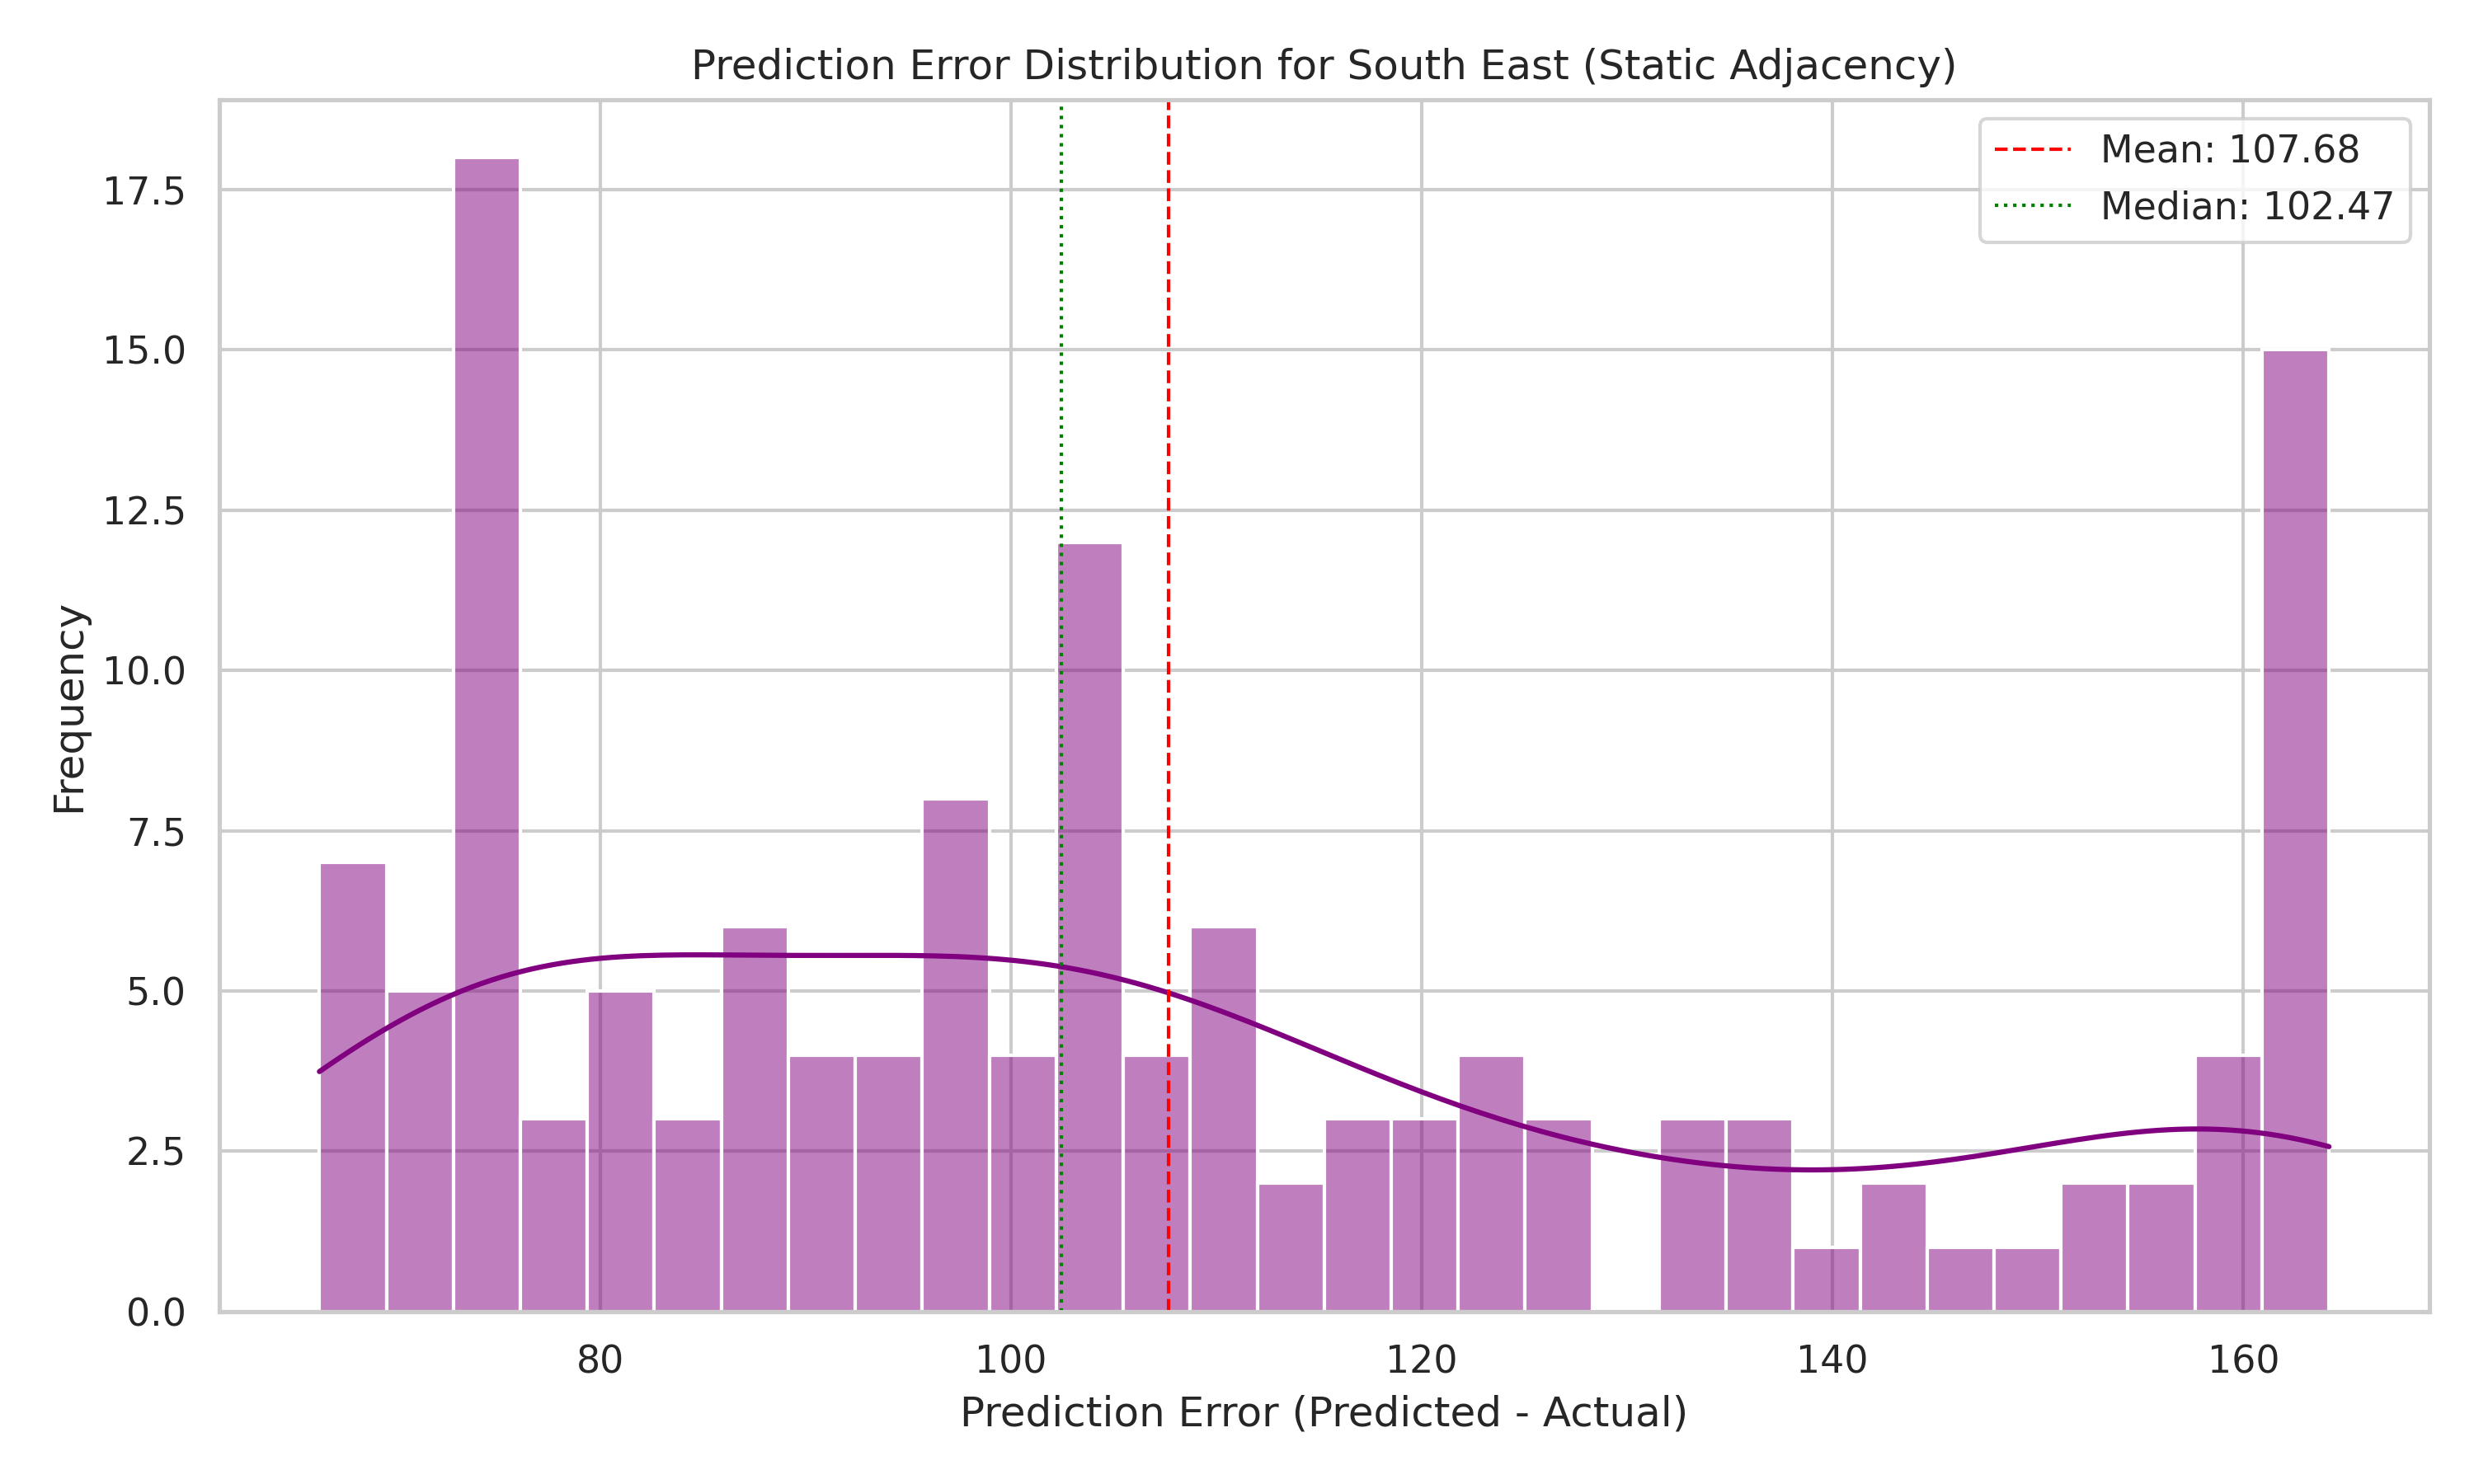 Prediction Error Distribution for South East (Static Adjacency)
Mean: 107.68
Median: 102.47
Frequency
17.5
15.0
12.5
10.0
7.5
5.0
2.5
0.0
80 100 120 140 160
Prediction Error (Predicted - Actual)